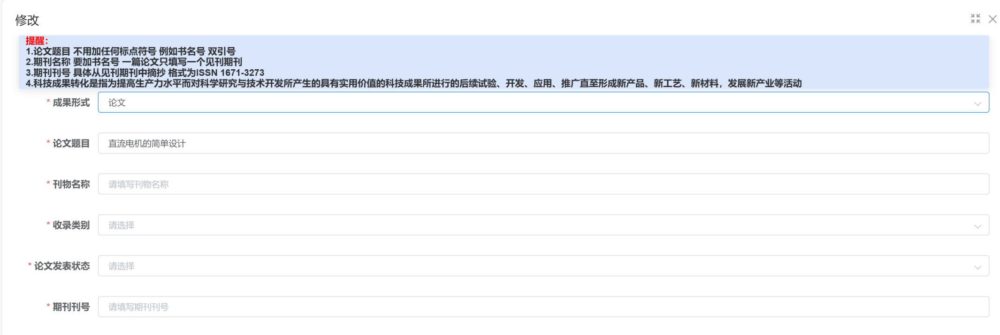 修改
提醒：
1.论文题目 不用加任何标点符号 例如书名号 双引号
2.期刊名称 要加书名号 一篇论文只填写一个见刊期刊
3.期刊刊号 具体从见刊期刊中摘抄 格式为ISSN 1671-3273
4.科技成果转化是指为提高生产力水平而对科学研究与技术开发所产生的具有实用价值的科技成果所进行的后续试验、开发、应用、推广直至形成新产品、新工艺、新材料，发展新产业等活动
* 成果形式 论文
* 论文题目 直流电机的简单设计
* 刊物名称 请填写刊物名称
* 收录类别 请选择
* 论文发表状态 请选择
* 期刊刊号 请填写期刊刊号